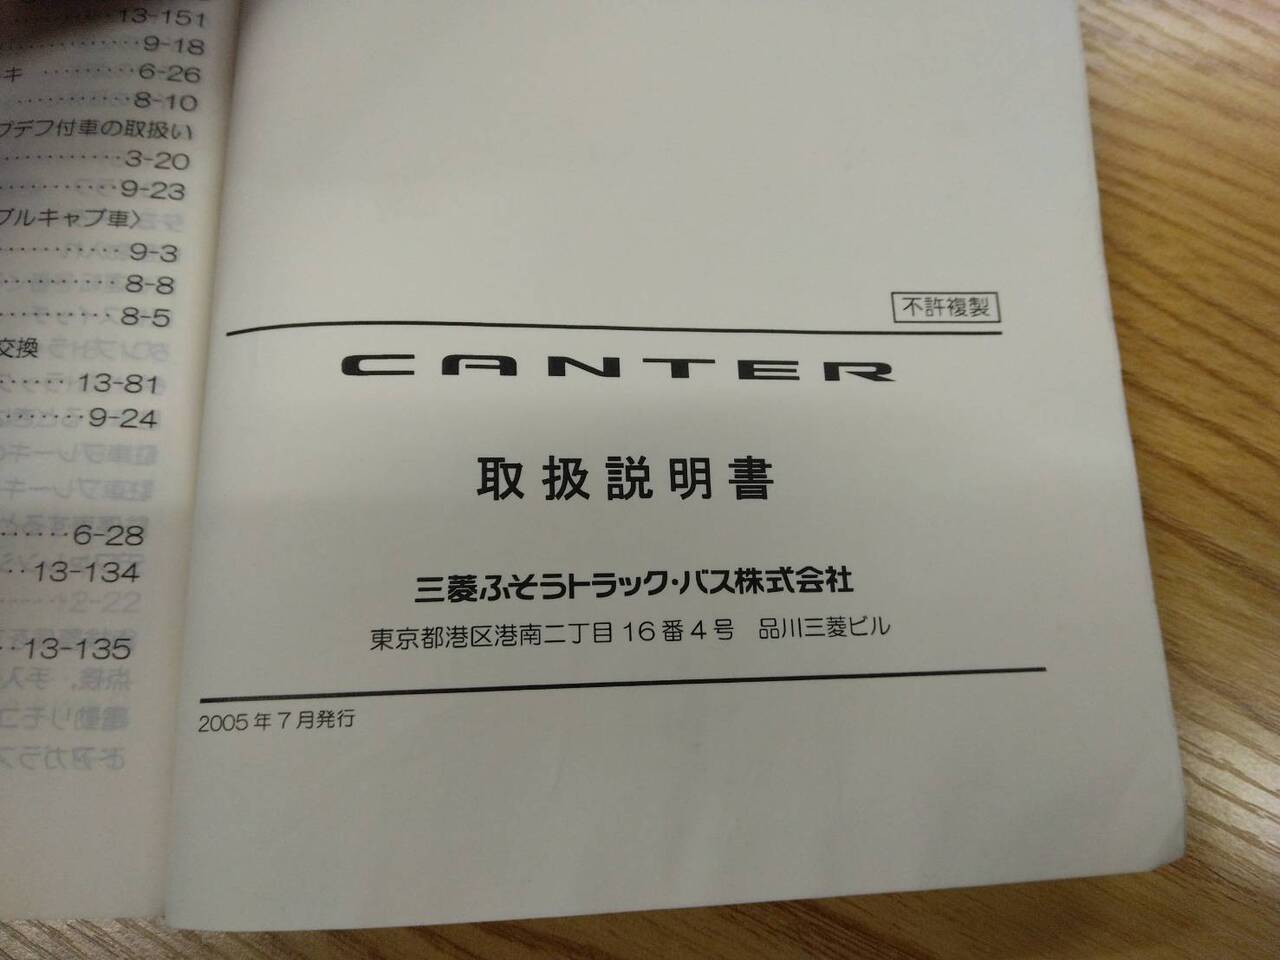 13-151
9-18
キ ………6-26
8-10
プデフ付車の取扱い
3-20
9-23
ブルキャブ車〉
9-3
8-8
8-5
交換
13-81
9-24
6-28
13-134
13-135
不許複製
CANTER
取扱説明書
三菱ふそうトラック・バス株式会社
東京都港区港南二丁目16番4号 品川三菱ビル
2005年7月発行